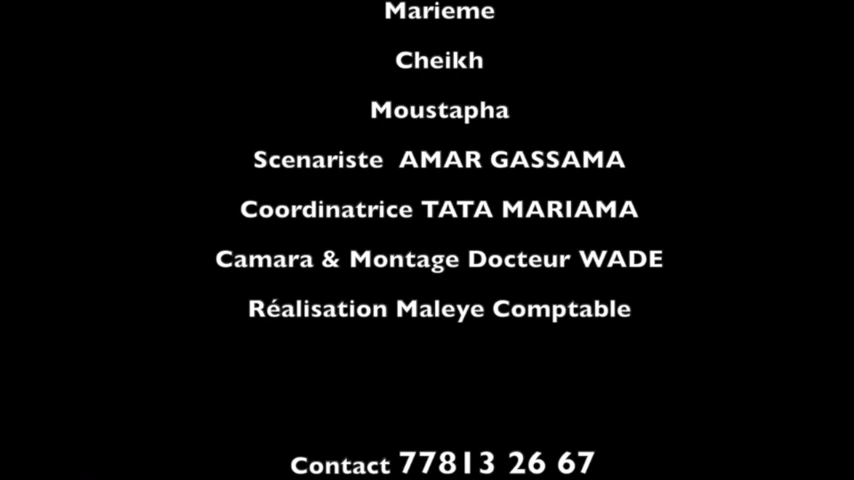 Marieme
Cheikh
Moustapha
Scenariste AMAR GASSAMA
Coordinatrice TATA MARIAMA
Camara & Montage Docteur WADE
Réalisation Maleye Comptable
Contact 77813 26 67